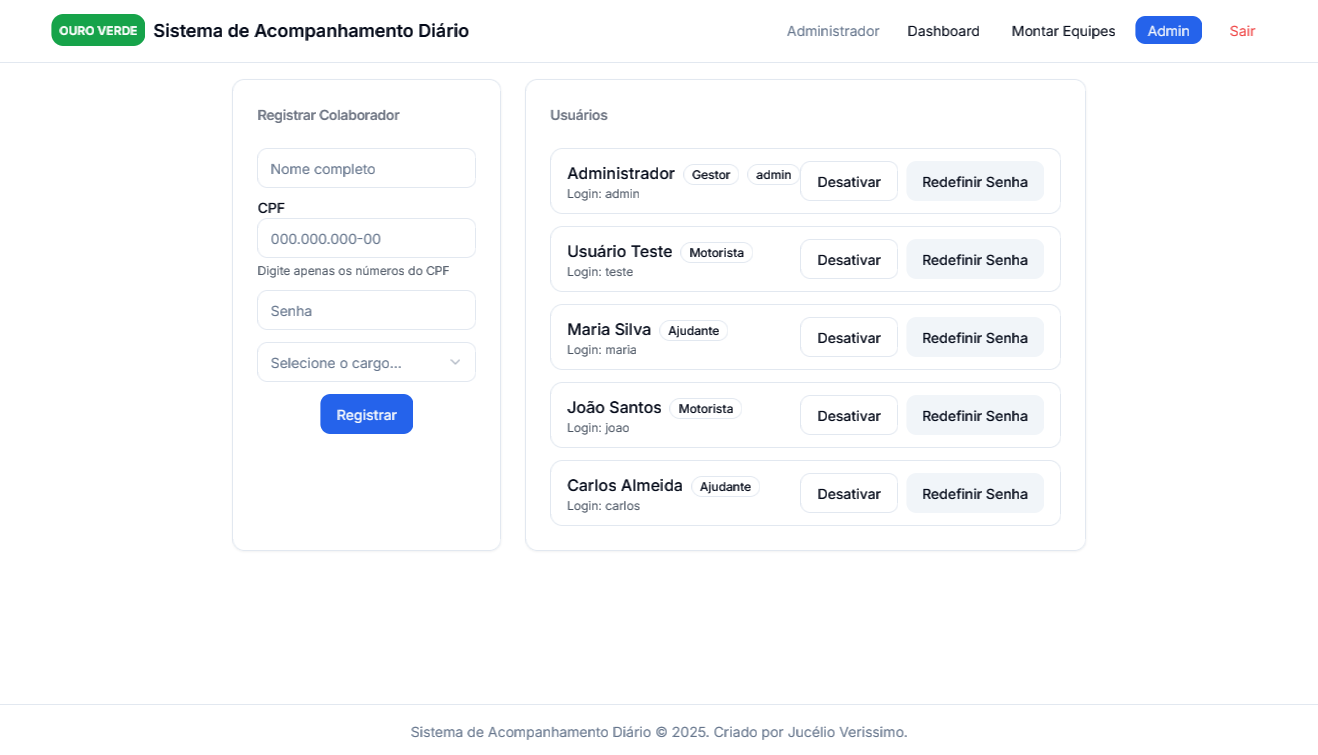 OURO VERDE Sistema de Acompanhamento Diário Administrador Dashboard Montar Equipes Admin Sair
Registrar Colaborador
Nome completo
CPF
000.000.000-00
Digite apenas os números do CPF
Senha
Selecione o cargo...
Registrar
Usuários
Administrador Gestor admin Desativar Redefinir Senha
Login: admin
Usuário Teste Motorista Desativar Redefinir Senha
Login: teste
Maria Silva Ajudante Desativar Redefinir Senha
Login: maria
João Santos Motorista Desativar Redefinir Senha
Login: joao
Carlos Almeida Ajudante Desativar Redefinir Senha
Login: carlos
Sistema de Acompanhamento Diário © 2025. Criado por Jucélio Verissimo.